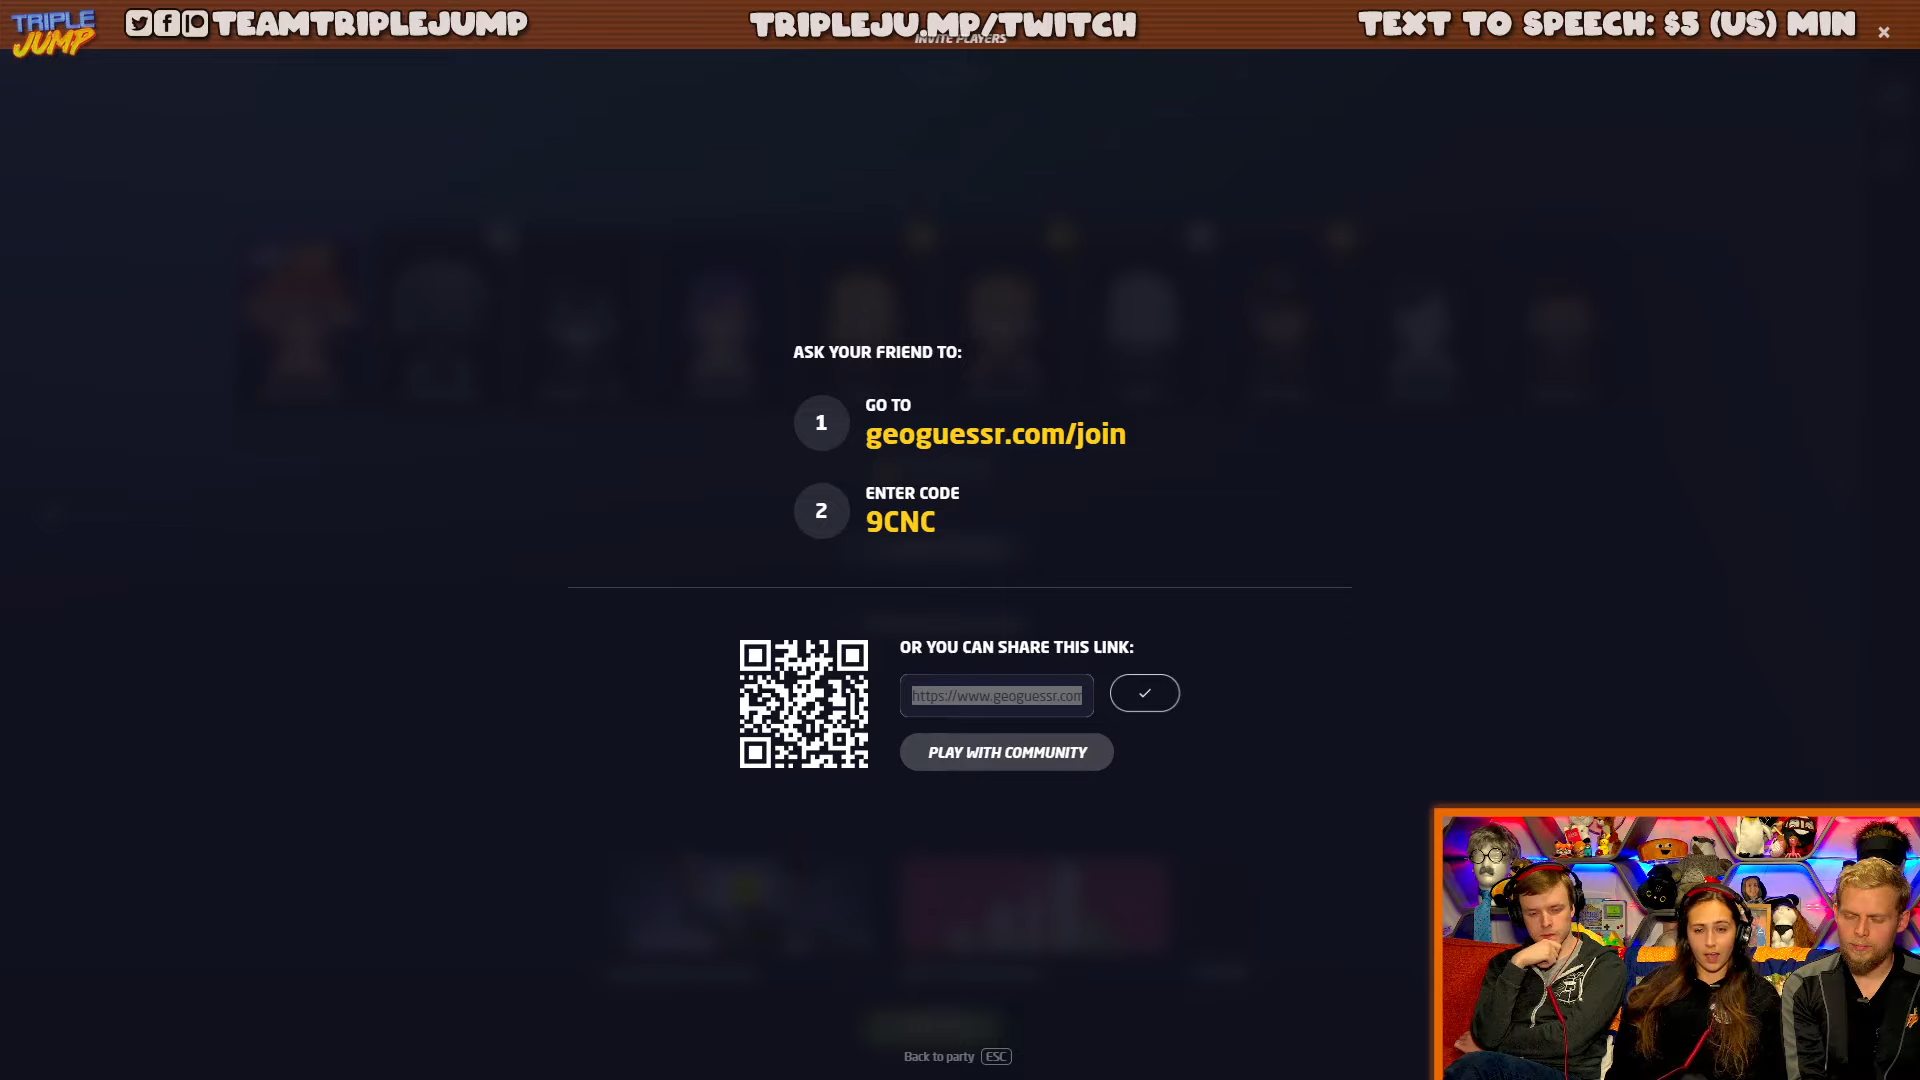 TRIPLE
JUMP
TEAMTRIPLEJUMP
TRIPLEJU.MP/TWITCH
TEXT TO SPEECH: $5 (US) MIN
INVITE PLAYERS
ASK YOUR FRIEND TO:
1
GO TO
geoguessr.com/join
2
ENTER CODE
9CNC
OR YOU CAN SHARE THIS LINK:
https://www.geoguessr.com
PLAY WITH COMMUNITY
Back to party ESC